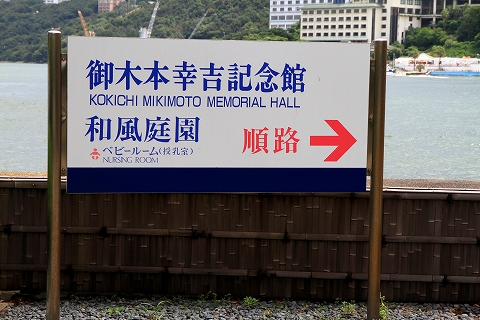 御木本幸吉記念館
KOKICHI MIKIMOTO MEMORIAL HALL
和風庭園
順路
ベビールーム(授乳室)
NURSING ROOM